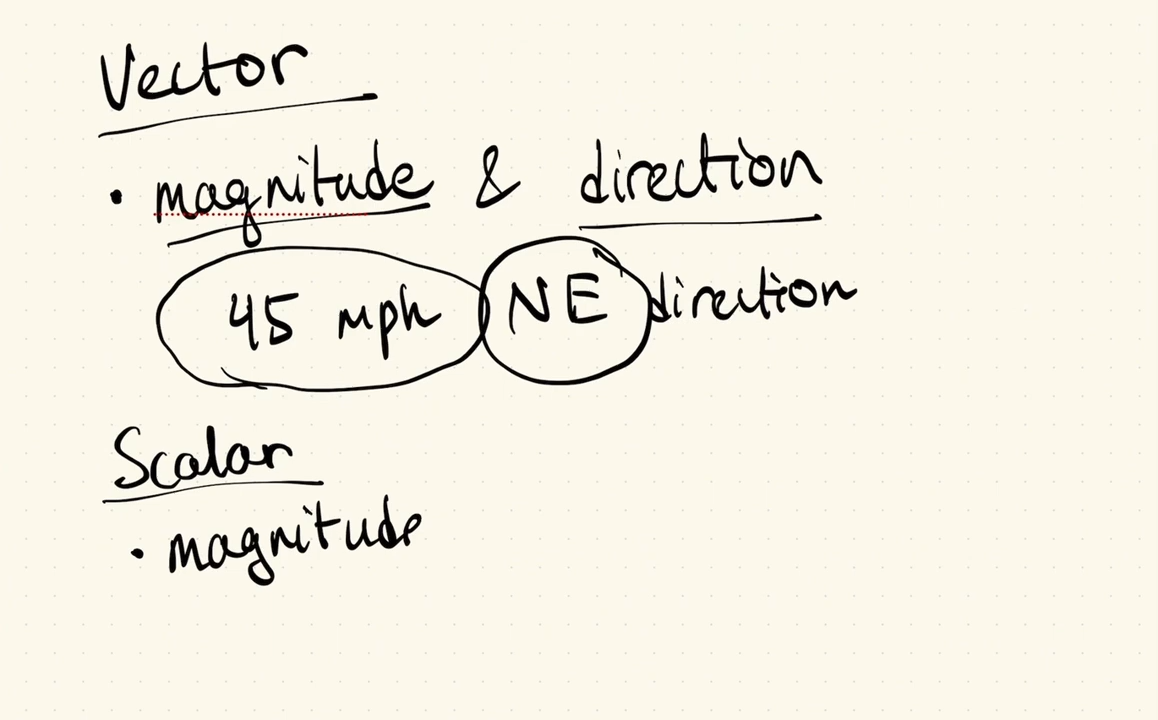 Vector
• magnitude & direction
45 mph NE direction
Scalar
• magnitude